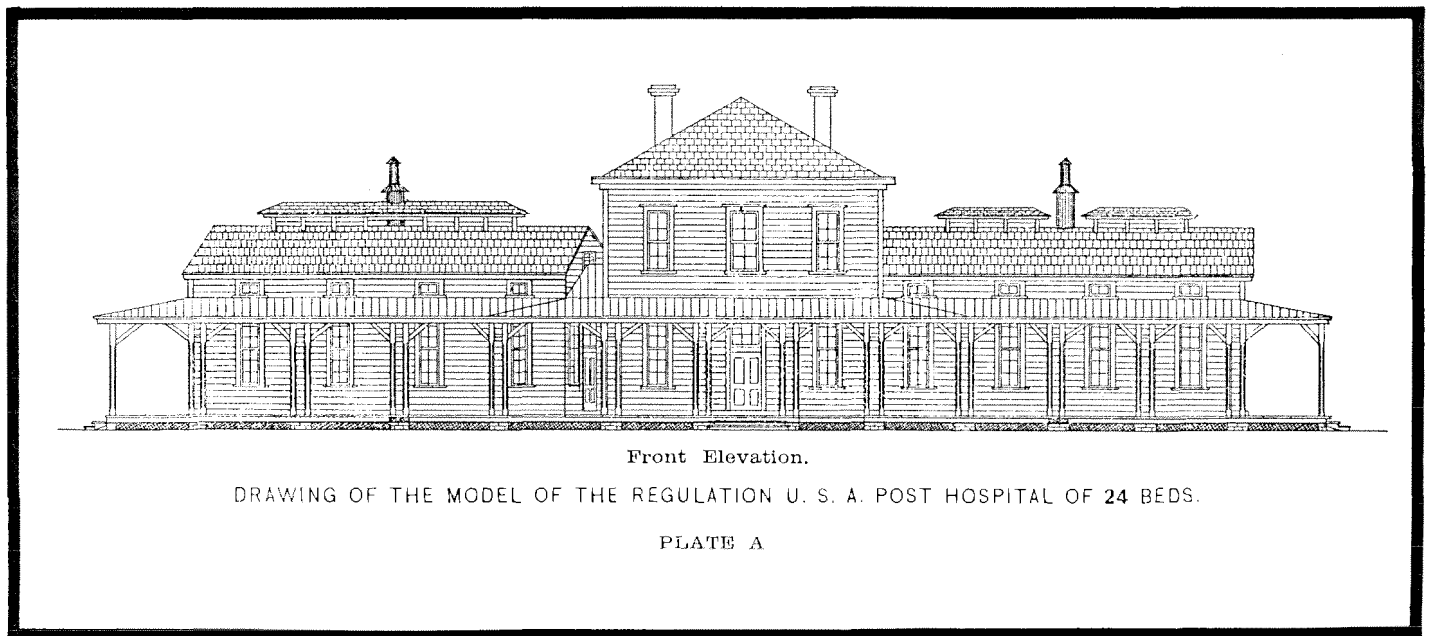 Front Elevation.
DRAWING OF THE MODEL OF THE REGULATION U. S. A. POST HOSPITAL OF 24 BEDS.
PLATE A